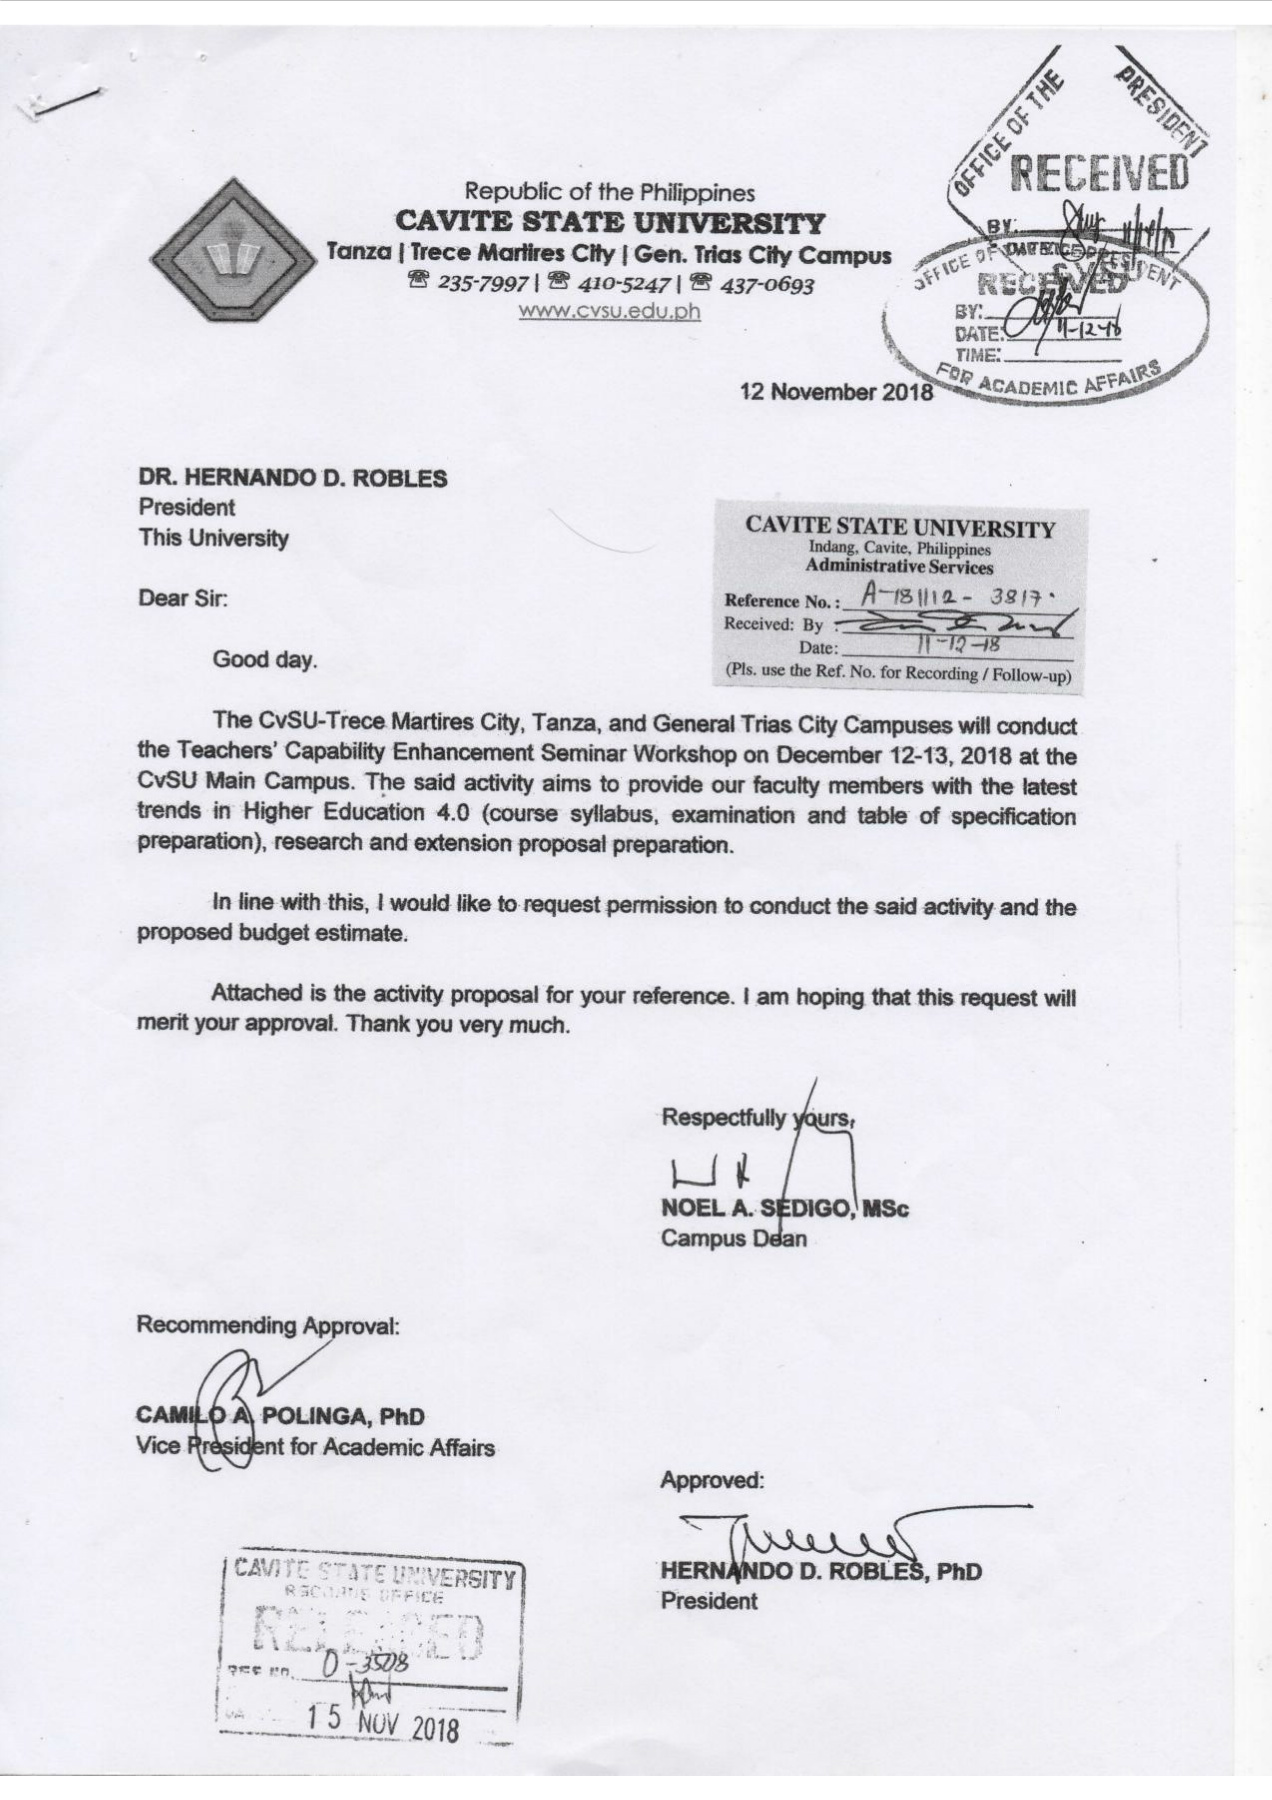 OFFICE OF THE PRESIDENT
RECEIVED
BY:
OFFICE OF VICE PRESIDENT
RECEIVED
BY:
DATE: 11-12-18
TIME:
FOR ACADEMIC AFFAIRS
Republic of the Philippines
CAVITE STATE UNIVERSITY
Tanza | Trece Martires City | Gen. Trias City Campus
☎ 235-7997 | ☎ 410-5247 | ☎ 437-0693
www.cvsu.edu.ph
12 November 2018
DR. HERNANDO D. ROBLES
President
This University
CAVITE STATE UNIVERSITY
Indang, Cavite, Philippines
Administrative Services
Reference No. : A-181112 - 3817
Received: By :
Date: 11-12-18
(Pls. use the Ref. No. for Recording / Follow-up)
Dear Sir:
Good day.
The CvSU-Trece Martires City, Tanza, and General Trias City Campuses will conduct
the Teachers' Capability Enhancement Seminar Workshop on December 12-13, 2018 at the
CvSU Main Campus. The said activity aims to provide our faculty members with the latest
trends in Higher Education 4.0 (course syllabus, examination and table of specification
preparation), research and extension proposal preparation.
In line with this, I would like to request permission to conduct the said activity and the
proposed budget estimate.
Attached is the activity proposal for your reference. I am hoping that this request will
merit your approval. Thank you very much.
Respectfully yours,
NOEL A. SEDIGO, MSc
Campus Dean
Recommending Approval:
CAMILO A. POLINGA, PhD
Vice President for Academic Affairs
Approved:
HERNANDO D. ROBLES, PhD
President
CAVITE STATE UNIVERSITY
RECORDS OFFICE
RELEASED
REF NO. 0-3508
15 NOV 2018